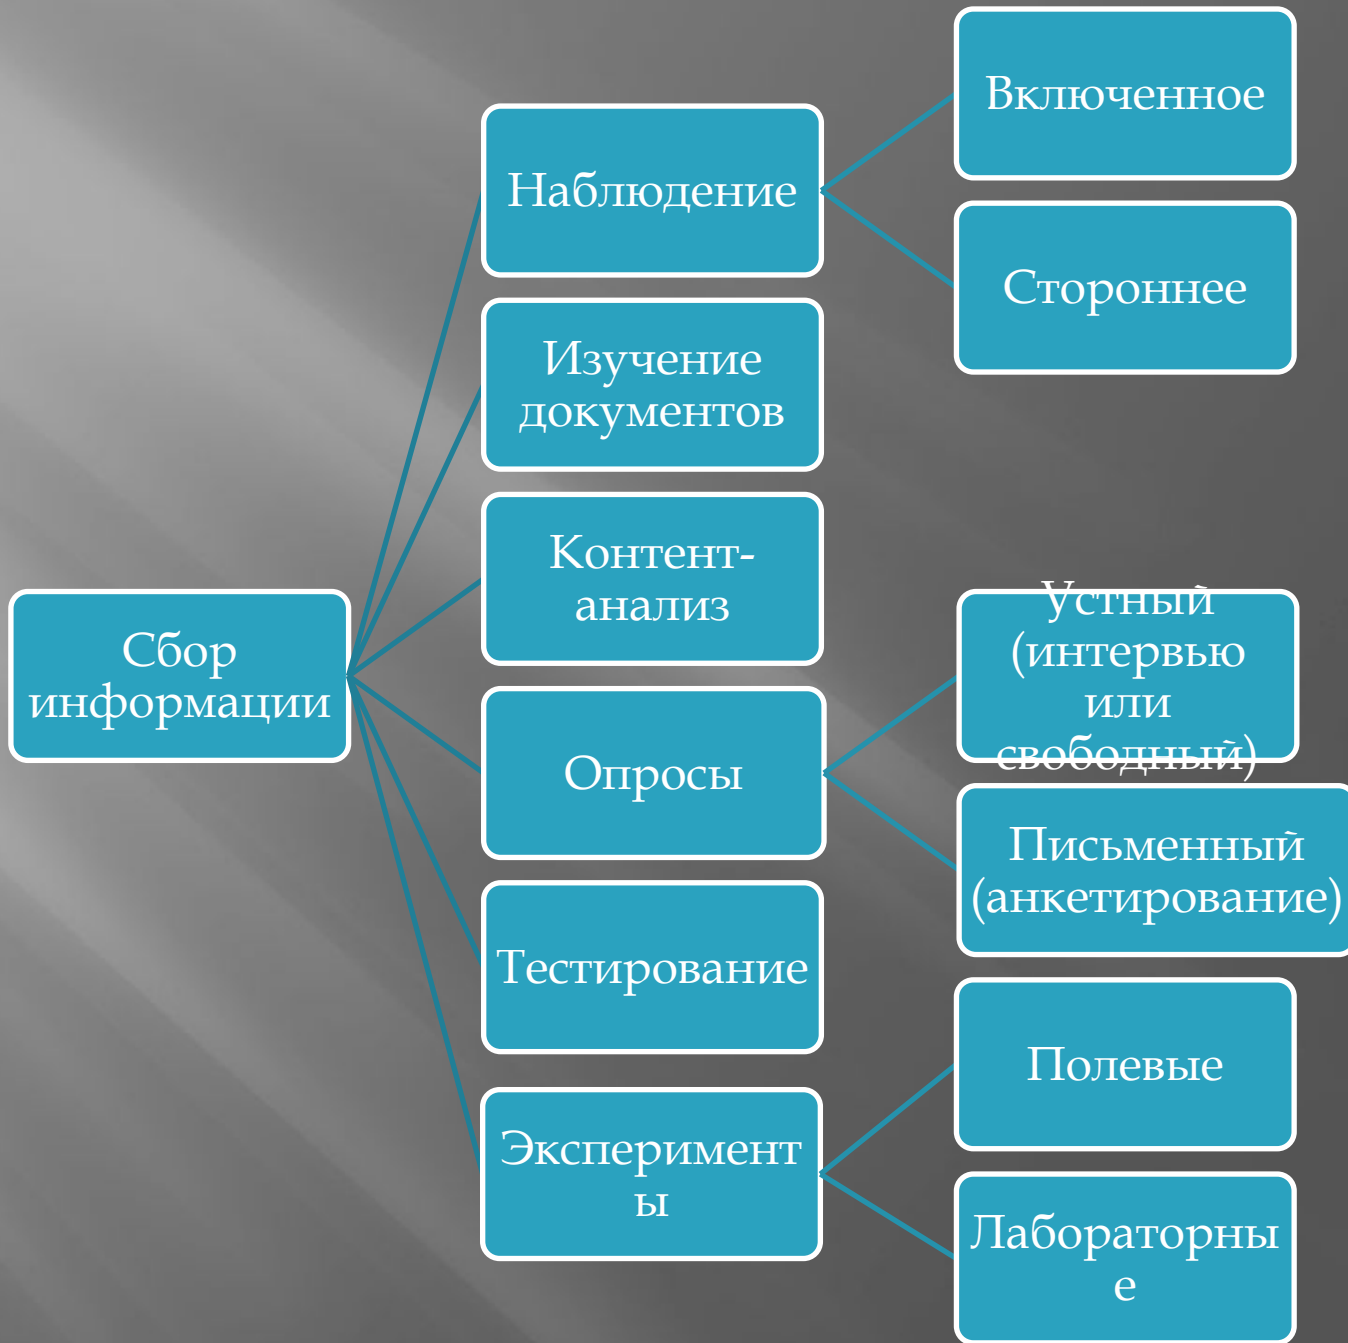 Сбор
информации
Наблюдение
Включенное
Стороннее
Изучение
документов
Контент-
анализ
Опросы
Устный
(интервью
или
свободный)
Письменный
(анкетирование)
Тестирование
Эксперимент
ы
Полевые
Лабораторны
е